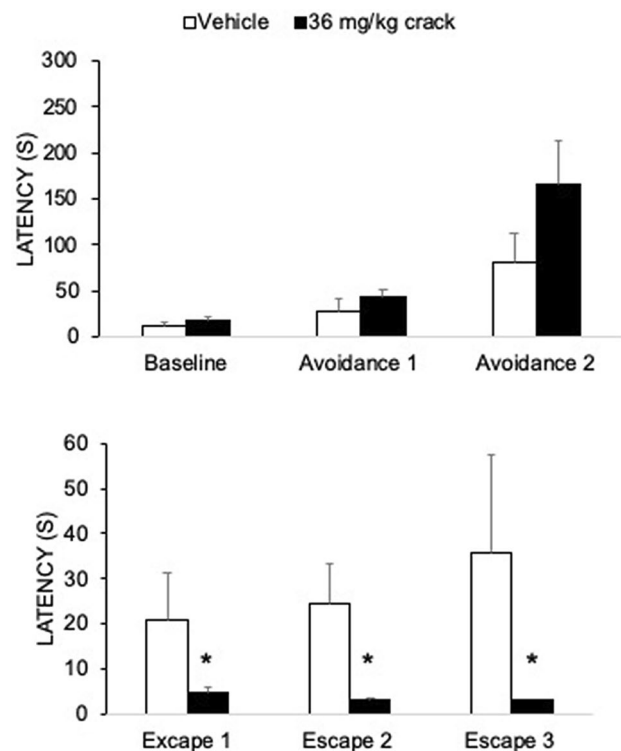 Vehicle 36 mg/kg crack
300
250
200
150
100
50
0
LATENCY (S)
Baseline Avoidance 1 Avoidance 2
60
50
40
30
20
10
0
LATENCY (S)
* * *
Excape 1 Escape 2 Escape 3